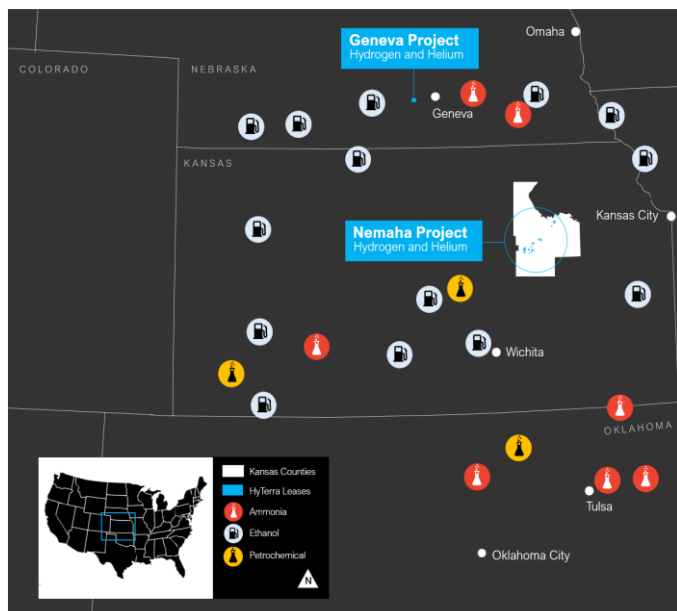 Geneva Project
Hydrogen and Helium
Omaha
COLORADO
NEBRASKA
Geneva
KANSAS
Kansas City
Nemaha Project
Hydrogen and Helium
Wichita
OKLAHOMA
Tulsa
Oklahoma City
Kansas Counties
HyTerra Leases
Ammonia
Ethanol
Petrochemical
N